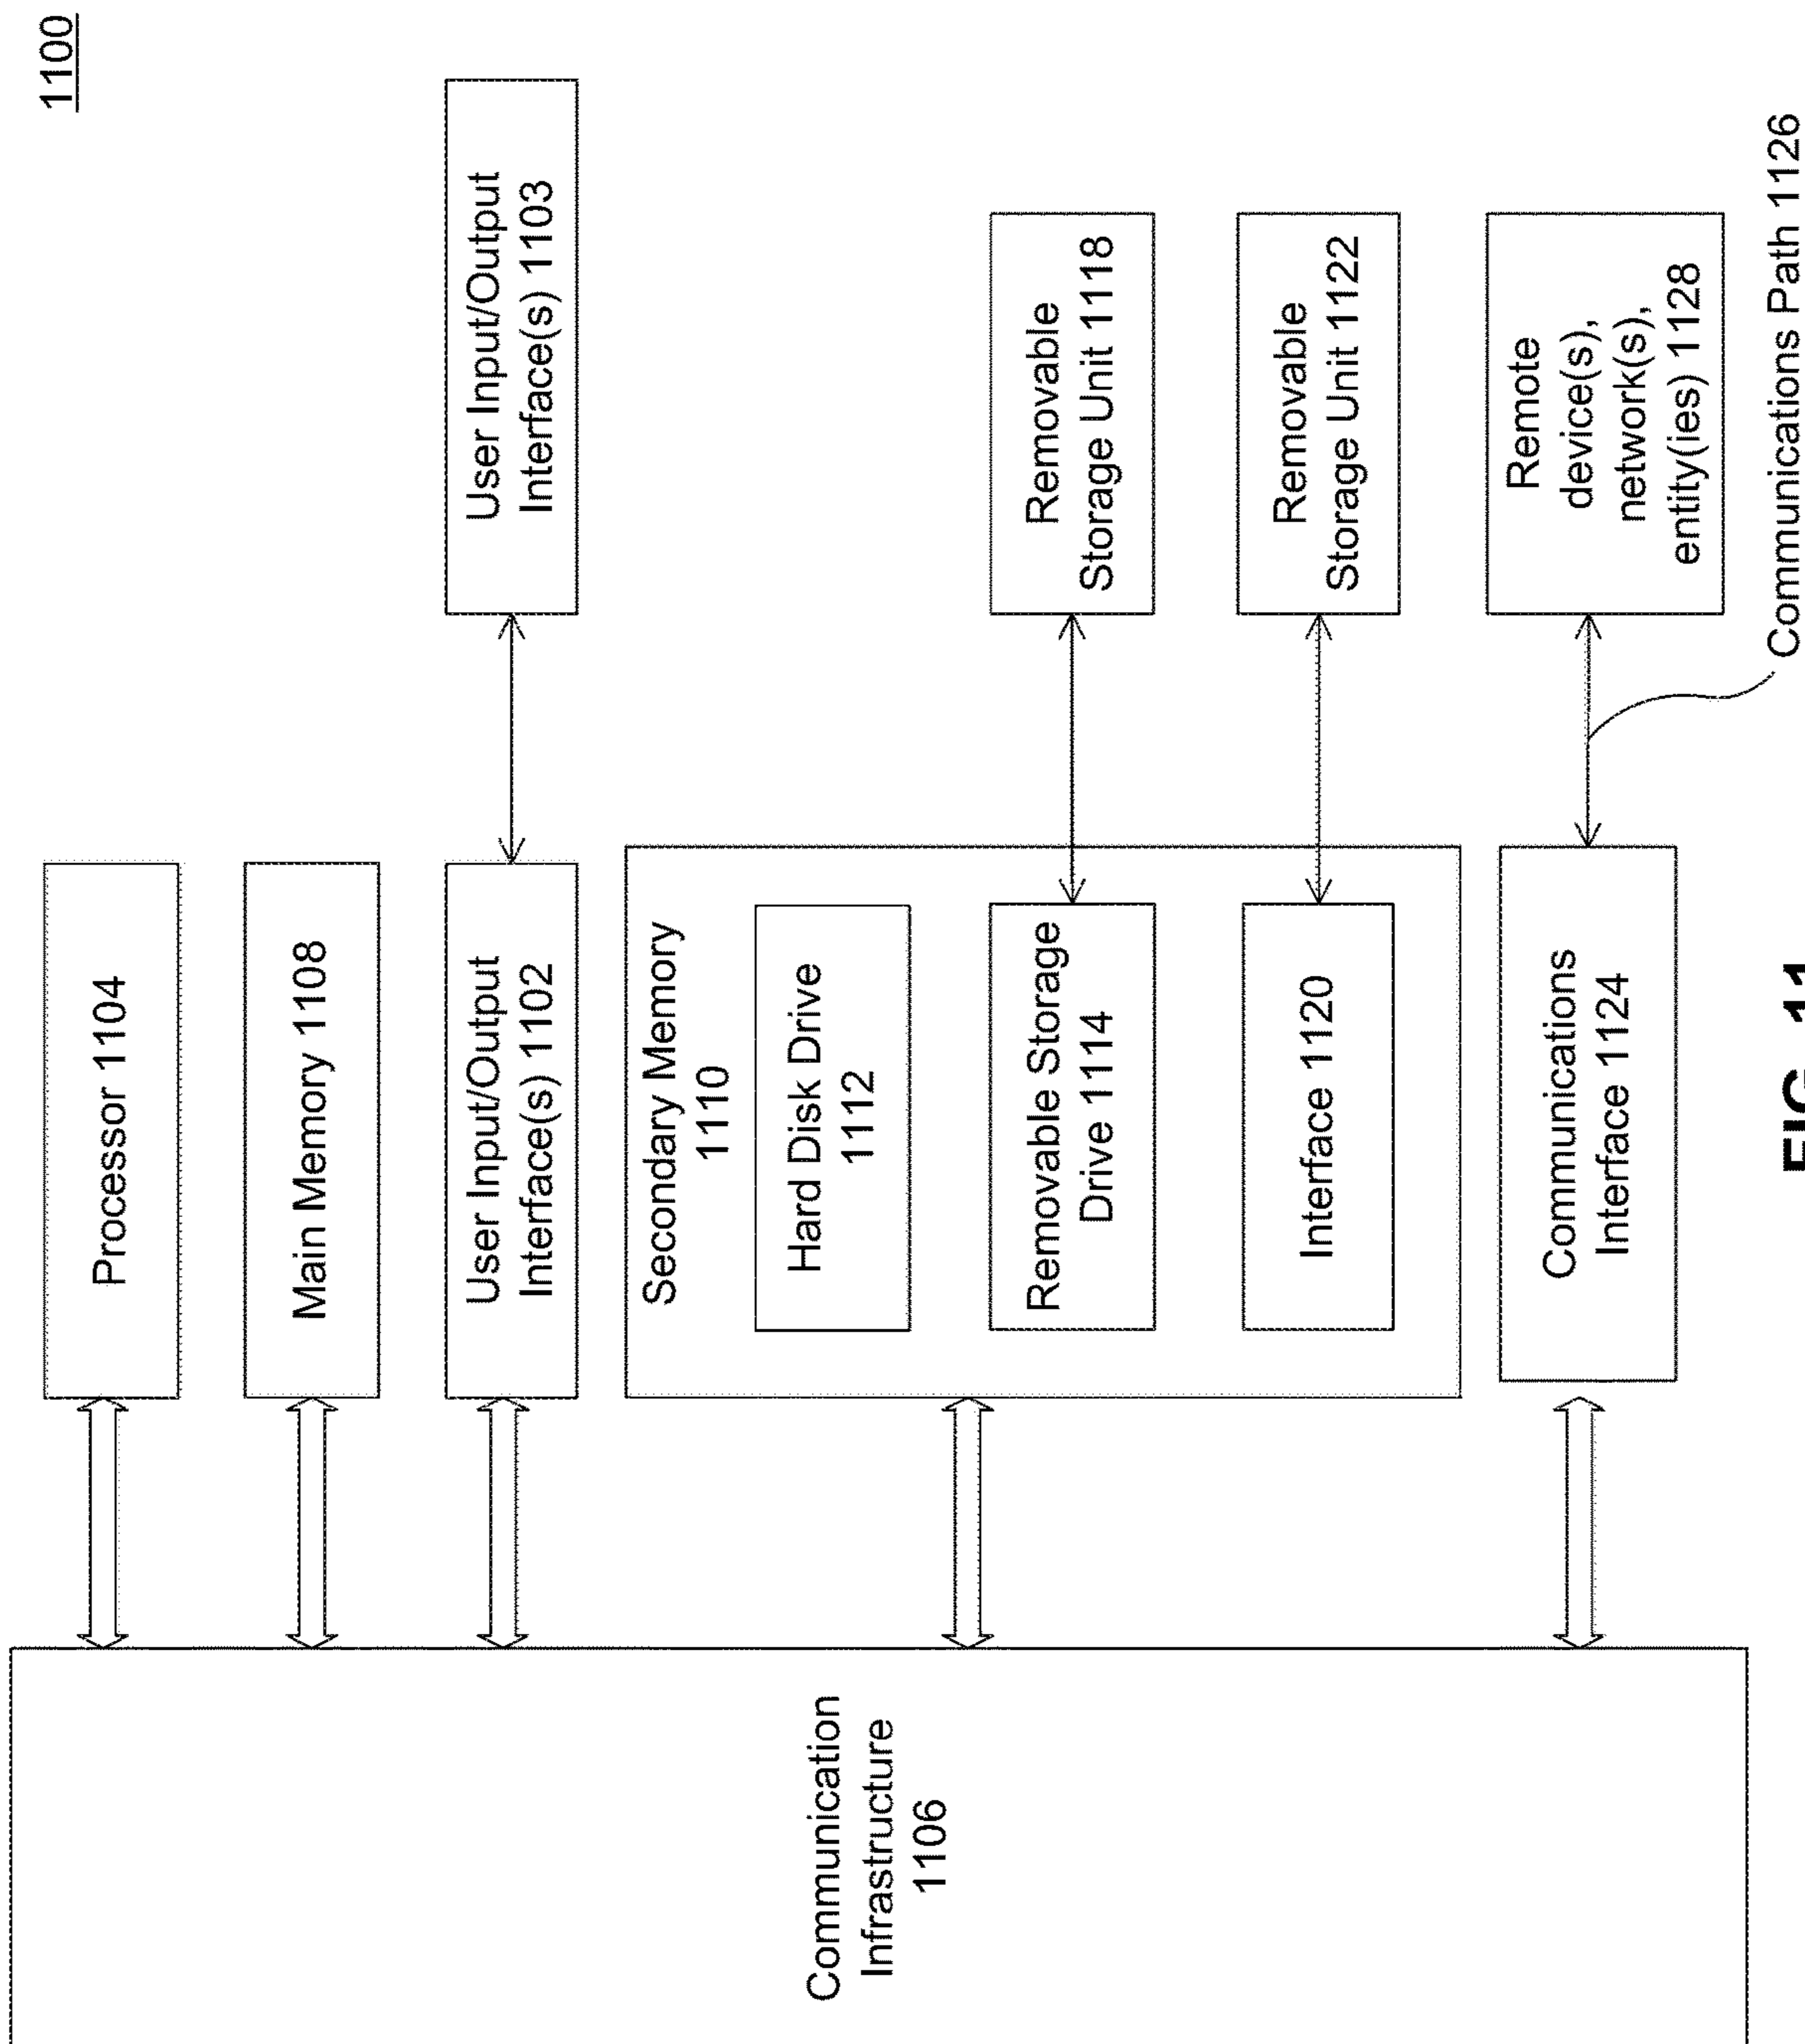 1100
Processor 1104
Main Memory 1108
User Input/Output
Interface(s) 1102
User Input/Output
Interface(s) 1103
Secondary Memory
1110
Hard Disk Drive
1112
Removable Storage
Drive 1114
Removable
Storage Unit 1118
Interface 1120
Removable
Storage Unit 1122
Communications
Interface 1124
Remote
device(s),
network(s),
entity(ies) 1128
Communications Path 1126
Communication
Infrastructure
1106
FIG. 11